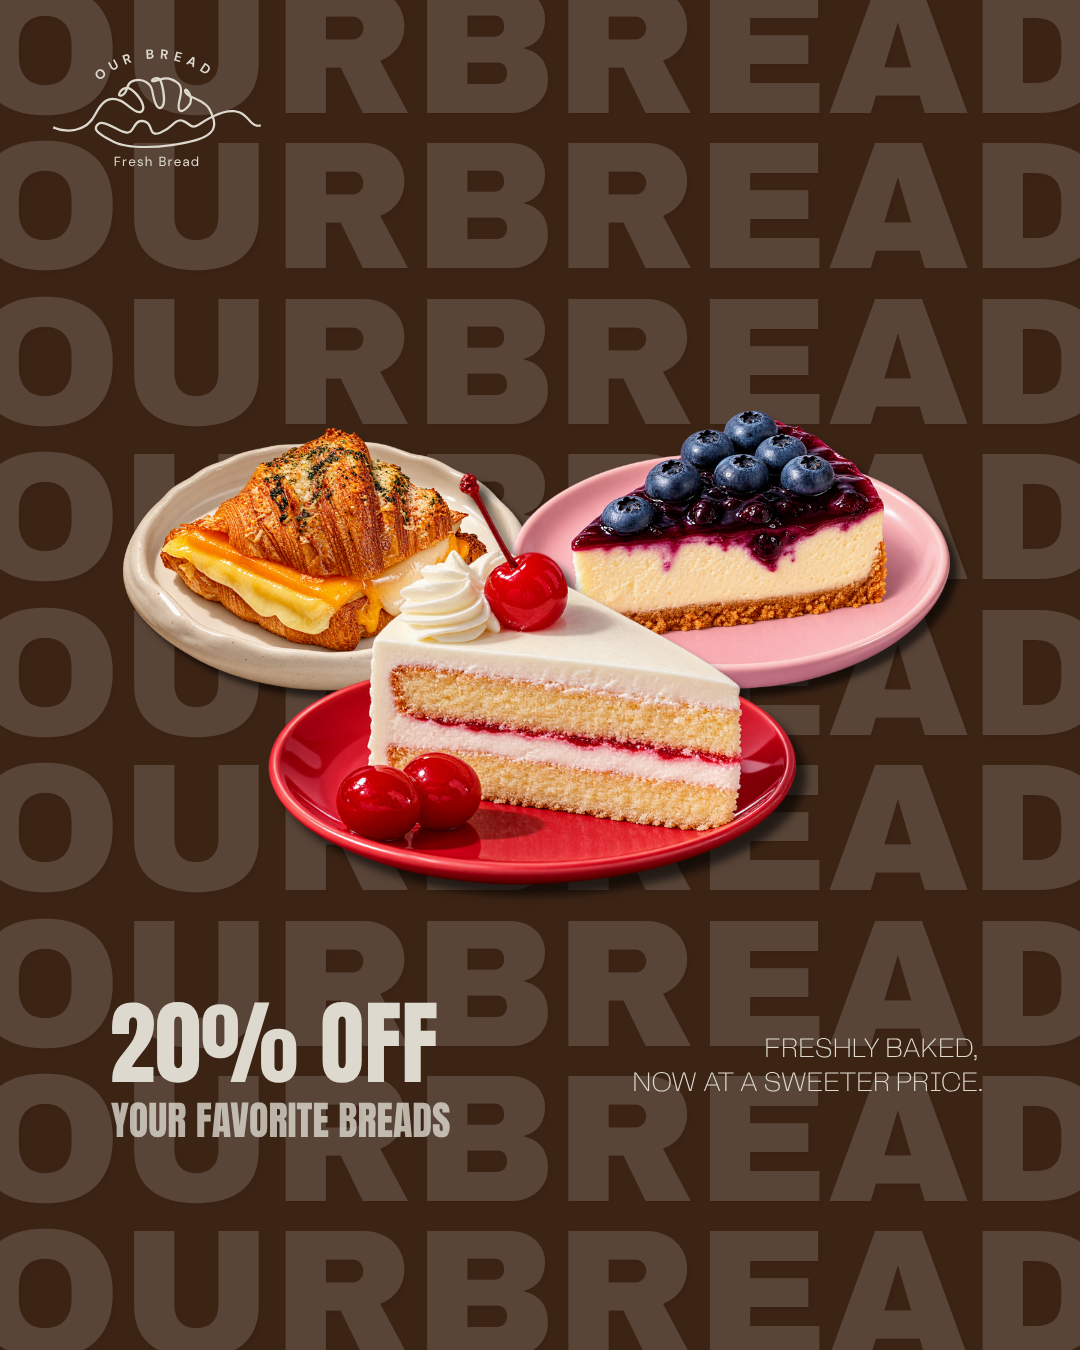 OURBREAD
OUR BREAD
Fresh Bread
OURBREAD
OURBREAD
OURBREAD
OURBREAD
OURBREAD
OURBREAD
20% OFF
YOUR FAVORITE BREADS
FRESHLY BAKED,
NOW AT A SWEETER PRICE.
OURBREAD
OURBREAD